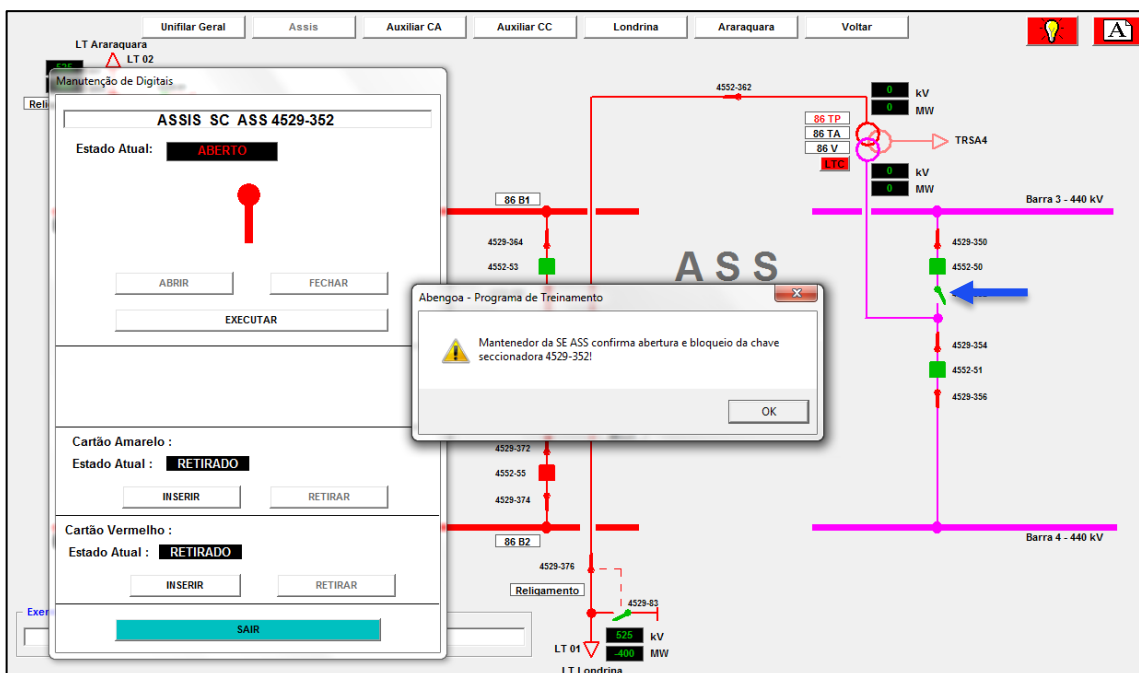 Unifilar Geral
Assis
Auxiliar CA
Auxiliar CC
Londrina
Araraquara
Voltar
A
LT Araraquara
LT 02
525
Manutenção de Digitais
ASSIS SC ASS 4529-352
Estado Atual: ABERTO
ABRIR
FECHAR
EXECUTAR
Cartão Amarelo :
Estado Atual : RETIRADO
INSERIR
RETIRAR
Cartão Vermelho :
Estado Atual : RETIRADO
INSERIR
RETIRAR
SAIR
4552-362
0 kV
0 MW
86 TP
86 TA
86 V
LTC
TRSA4
0 kV
0 MW
86 B1
Barra 3 - 440 kV
4529-364
4552-53
ASS
4529-350
4552-50
Abengoa - Programa de Treinamento
Mantenedor da SE ASS confirma abertura e bloqueio da chave
seccionadora 4529-352!
OK
4529-354
4552-51
4529-356
4529-372
4552-55
4529-374
86 B2
Barra 4 - 440 kV
4529-376
Religamento
4529-83
525 kV
-400 MW
LT 01
LT Londrina